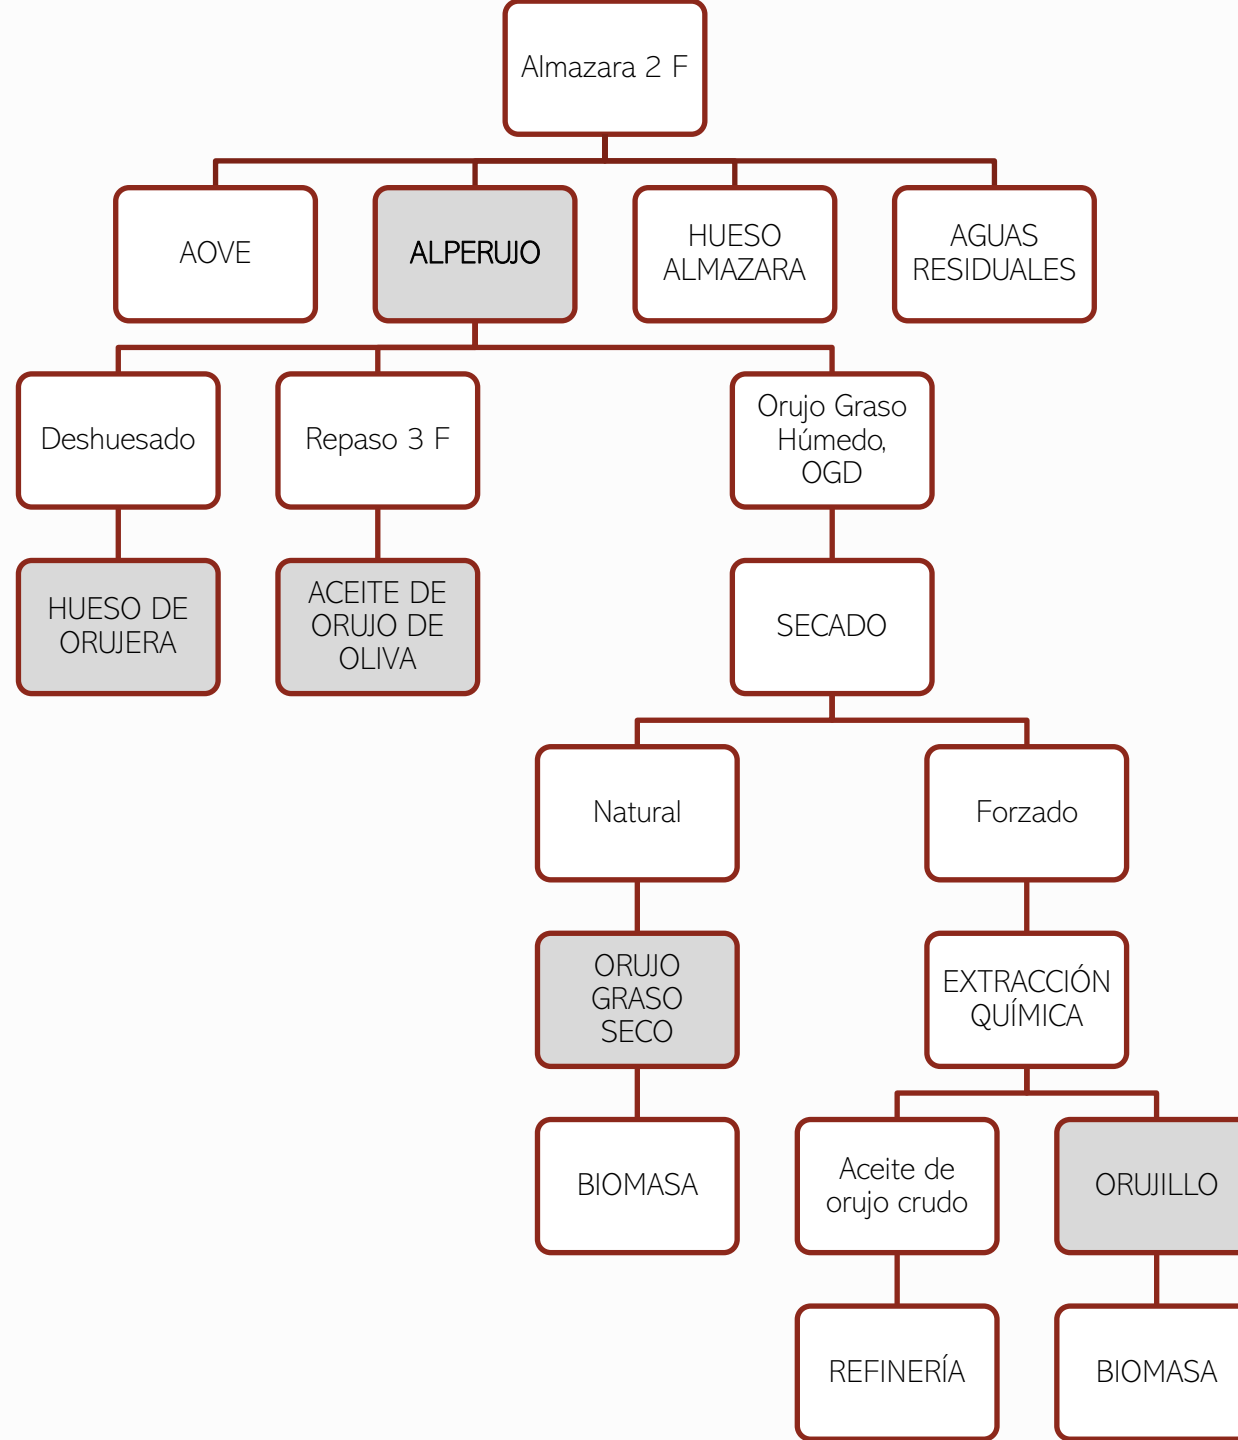 Almazara 2 F
AOVE
ALPERUJO
HUESO
ALMAZARA
AGUAS
RESIDUALES
Deshuesado
Repaso 3 F
Orujo Graso
Húmedo,
OGD
HUESO DE
ORUJERA
ACEITE DE
ORUJO DE
OLIVA
SECADO
Natural
Forzado
ORUJO
GRASO
SECO
EXTRACCIÓN
QUÍMICA
BIOMASA
Aceite de
orujo crudo
ORUJILLO
REFINERÍA
BIOMASA